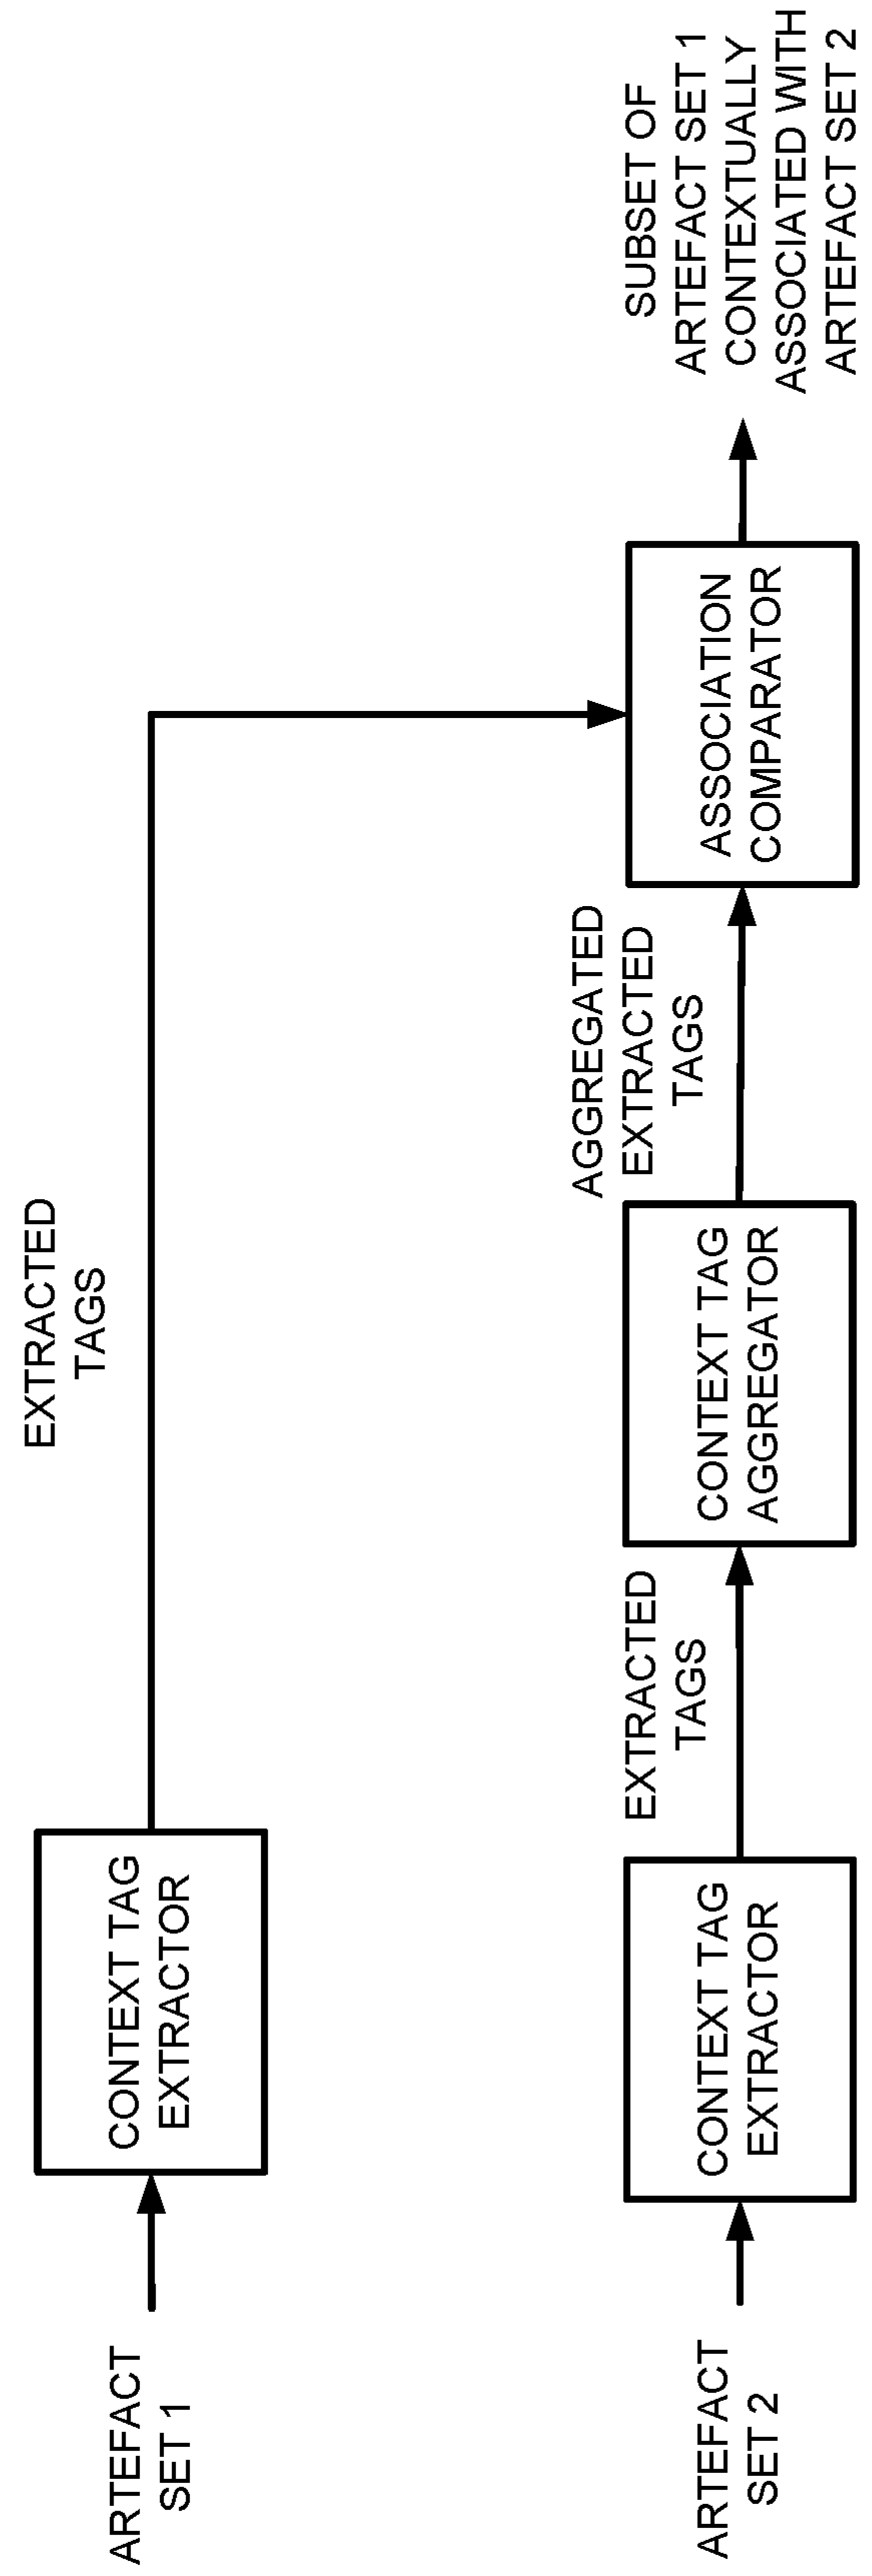 ARTEFACT
SET 1
CONTEXT TAG
EXTRACTOR
EXTRACTED
TAGS
ARTEFACT
SET 2
CONTEXT TAG
EXTRACTOR
EXTRACTED
TAGS
CONTEXT TAG
AGGREGATOR
AGGREGATED
EXTRACTED
TAGS
ASSOCIATION
COMPARATOR
SUBSET OF
ARTEFACT SET 1
CONTEXTUALLY
ASSOCIATED WITH
ARTEFACT SET 2